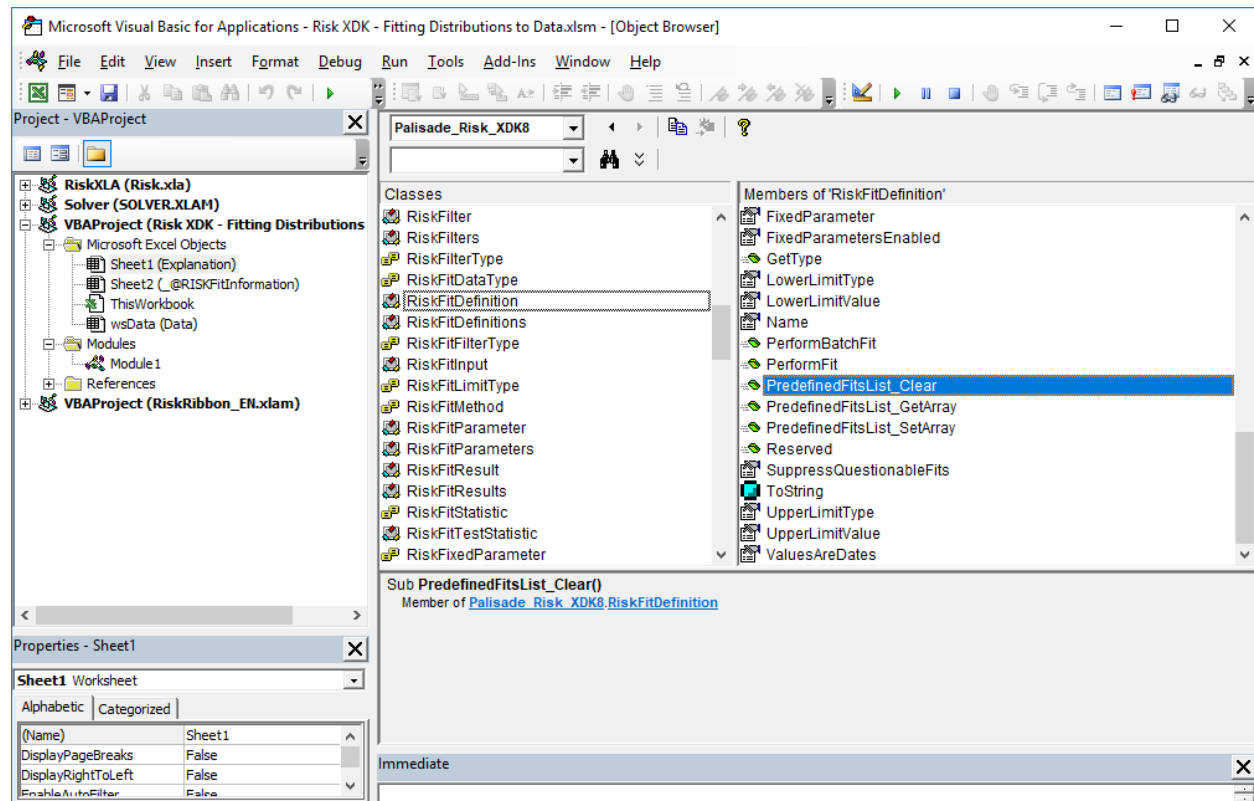 Microsoft Visual Basic for Applications - Risk XDK - Fitting Distributions to Data.xlsm - [Object Browser]
File Edit View Insert Format Debug Run Tools Add-Ins Window Help
Project - VBAProject
RiskXLA (Risk.xla)
Solver (SOLVER.XLAM)
VBAProject (Risk XDK - Fitting Distributions
Microsoft Excel Objects
Sheet1 (Explanation)
Sheet2 (_@RISKFitInformation)
ThisWorkbook
wsData (Data)
Modules
Module1
References
VBAProject (RiskRibbon_EN.xlam)
Properties - Sheet1
Sheet1 Worksheet
Alphabetic Categorized
(Name) Sheet1
DisplayPageBreaks False
DisplayRightToLeft False
EnableAutoFilter False
Palisade_Risk_XDK8
Classes
RiskFilter
RiskFilters
RiskFilterType
RiskFitDataType
RiskFitDefinition
RiskFitDefinitions
RiskFitFilterType
RiskFitInput
RiskFitLimitType
RiskFitMethod
RiskFitParameter
RiskFitParameters
RiskFitResult
RiskFitResults
RiskFitStatistic
RiskFitTestStatistic
RiskFixedParameter
Members of 'RiskFitDefinition'
FixedParameter
FixedParametersEnabled
GetType
LowerLimitType
LowerLimitValue
Name
PerformBatchFit
PerformFit
PredefinedFitsList_Clear
PredefinedFitsList_GetArray
PredefinedFitsList_SetArray
Reserved
SuppressQuestionableFits
ToString
UpperLimitType
UpperLimitValue
ValuesAreDates
Sub PredefinedFitsList_Clear()
Member of Palisade_Risk_XDK8.RiskFitDefinition
Immediate